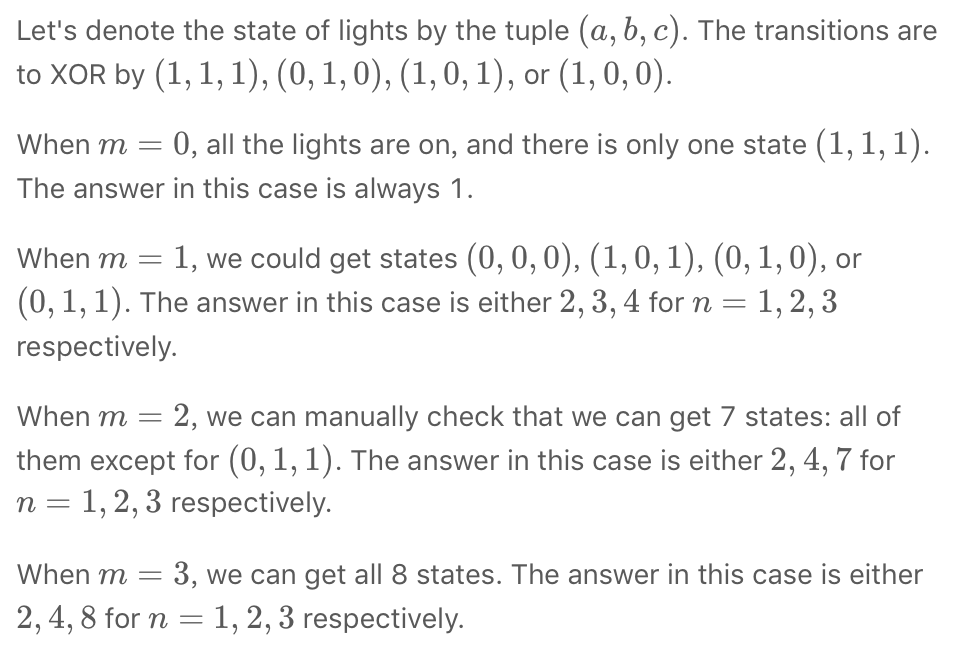 Let's denote the state of lights by the tuple (a, b, c). The transitions are
to XOR by (1, 1, 1), (0, 1, 0), (1, 0, 1), or (1, 0, 0).
When m = 0, all the lights are on, and there is only one state (1, 1, 1).
The answer in this case is always 1.
When m = 1, we could get states (0, 0, 0), (1, 0, 1), (0, 1, 0), or
(0, 1, 1). The answer in this case is either 2, 3, 4 for n = 1, 2, 3
respectively.
When m = 2, we can manually check that we can get 7 states: all of
them except for (0, 1, 1). The answer in this case is either 2, 4, 7 for
n = 1, 2, 3 respectively.
When m = 3, we can get all 8 states. The answer in this case is either
2, 4, 8 for n = 1, 2, 3 respectively.